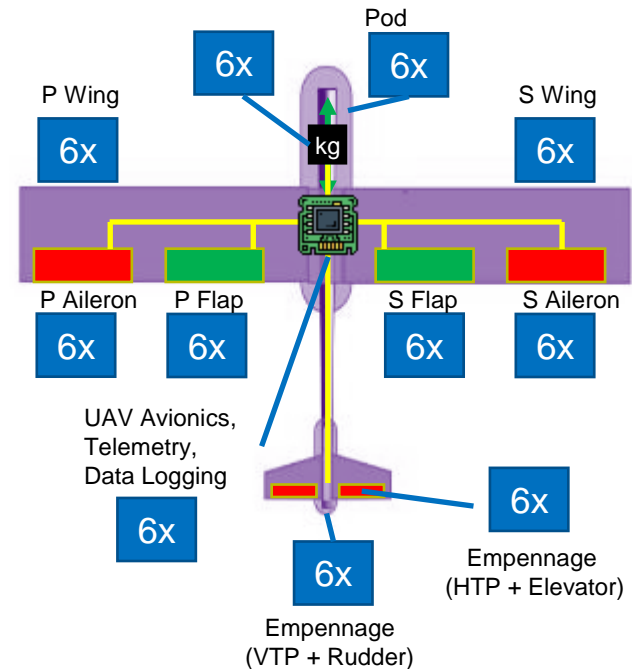 Pod
6x
6x
P Wing
S Wing
6x
6x
kg
P Aileron
P Flap
S Flap
S Aileron
6x
6x
6x
6x
UAV Avionics,
Telemetry,
Data Logging
6x
6x
Empennage
(HTP + Elevator)
6x
Empennage
(VTP + Rudder)